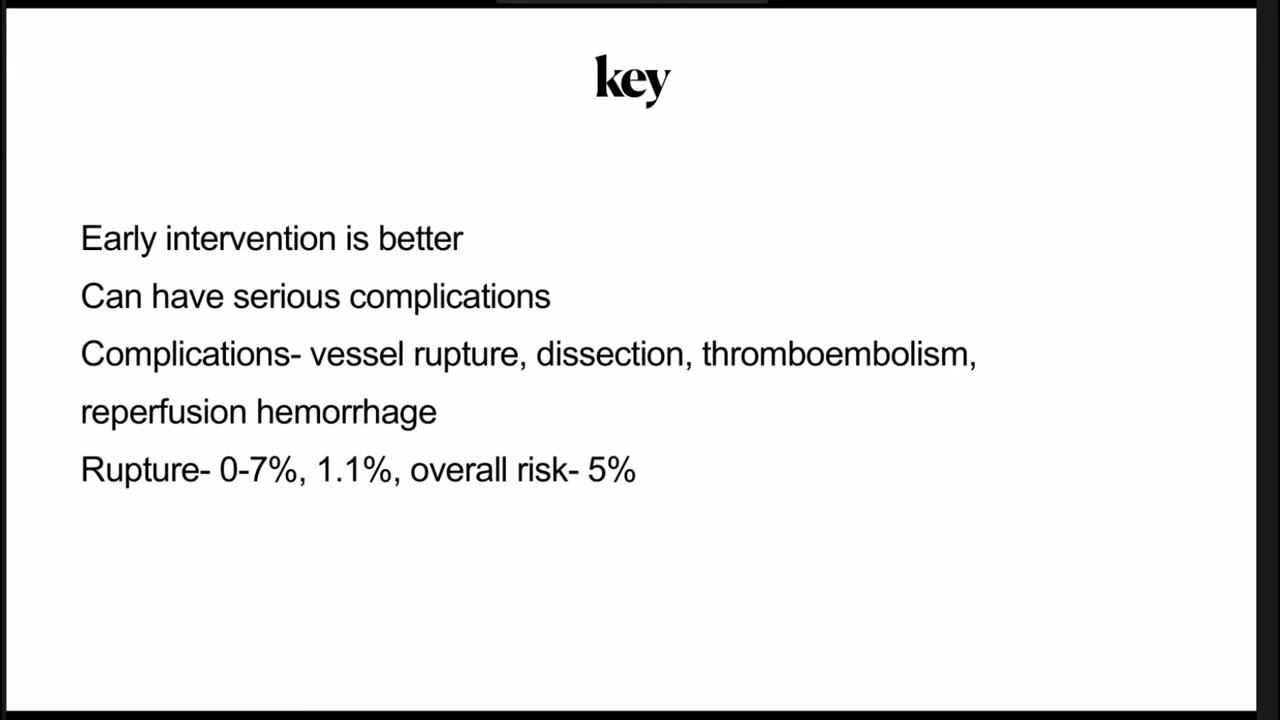 key
Early intervention is better
Can have serious complications
Complications- vessel rupture, dissection, thromboembolism,
reperfusion hemorrhage
Rupture- 0-7%, 1.1%, overall risk- 5%